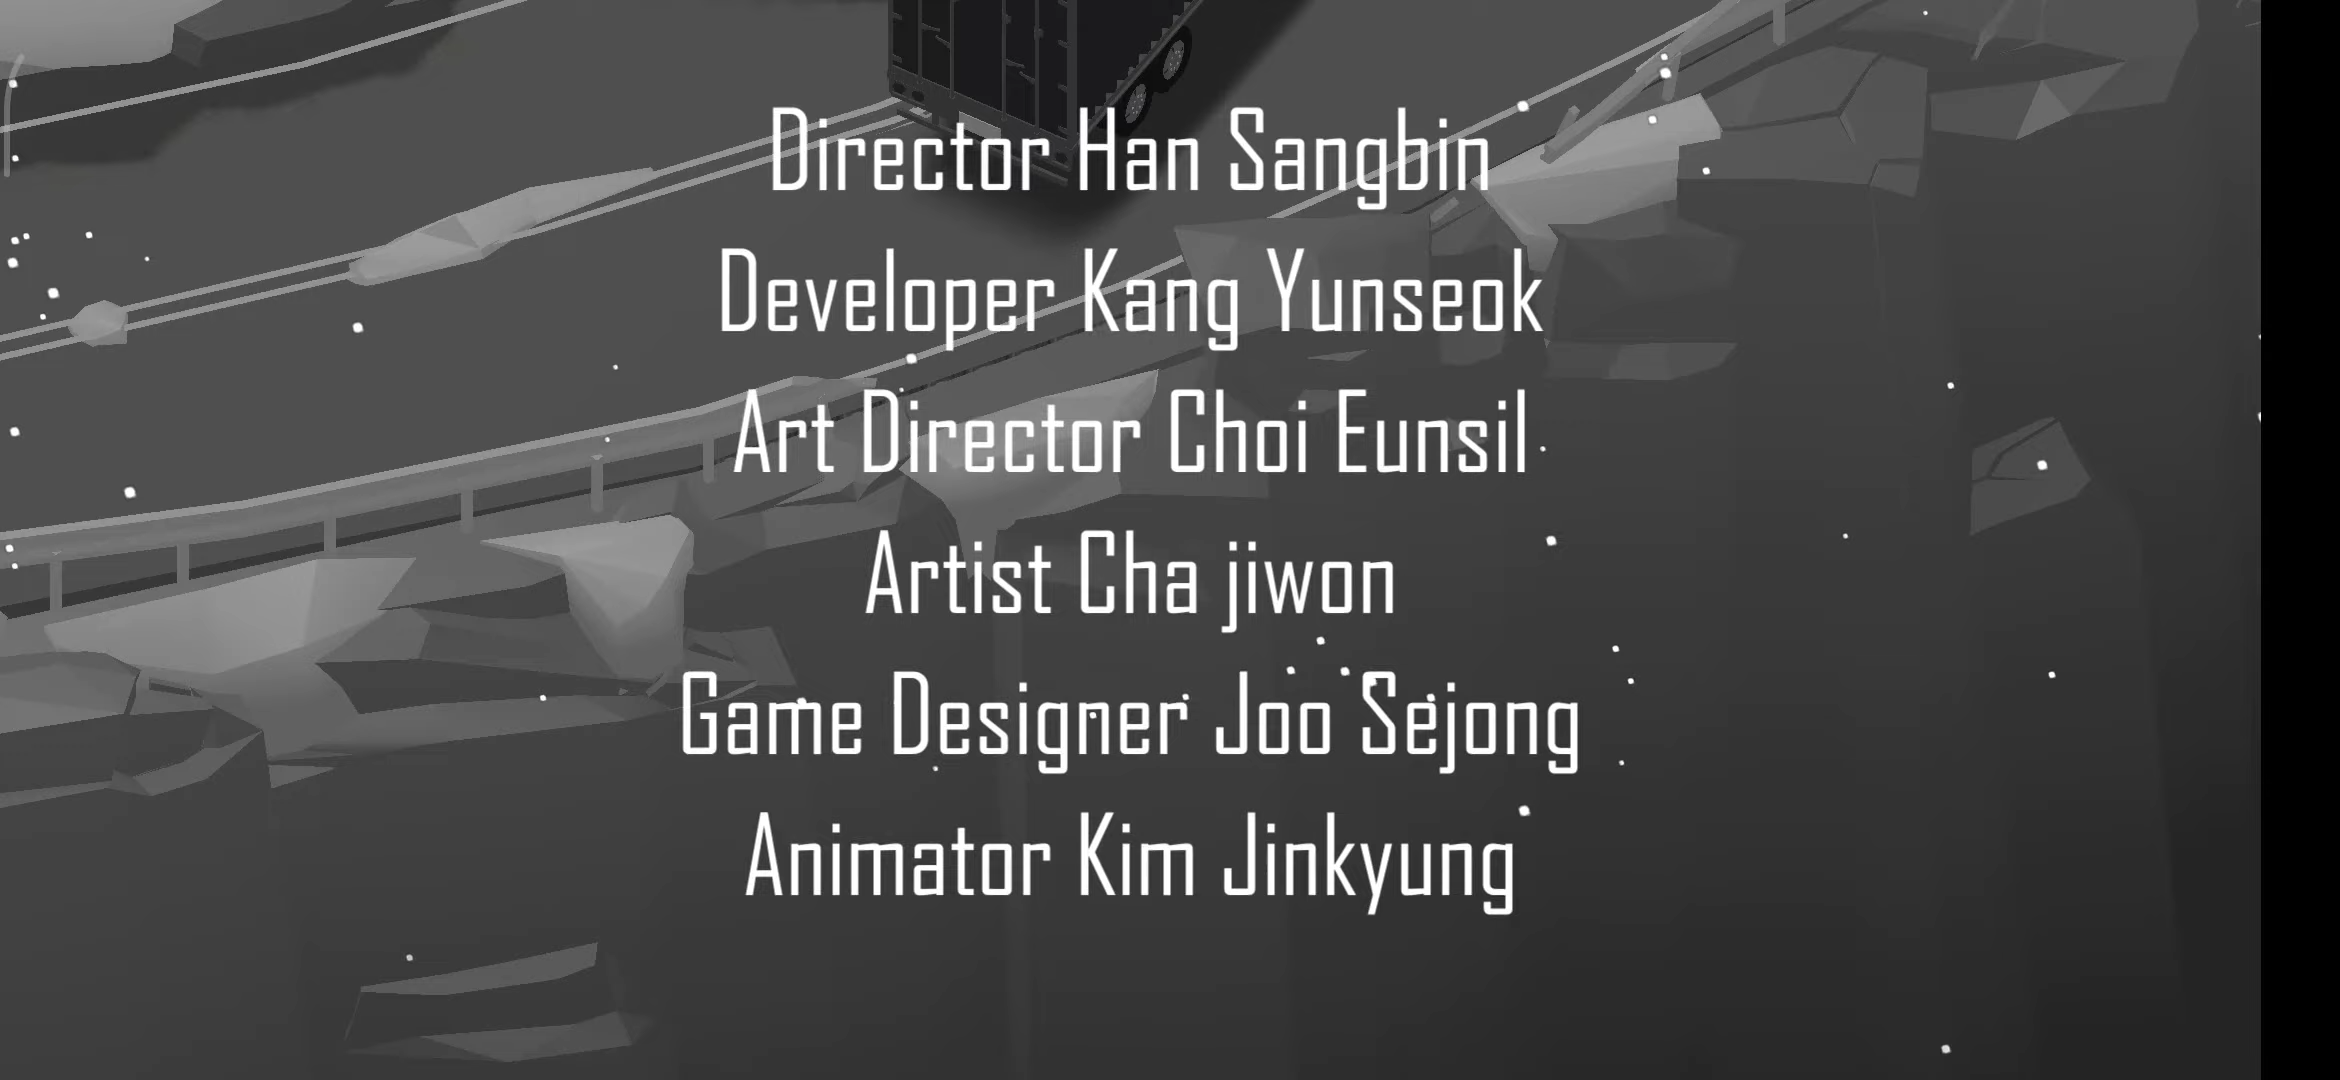 Director Han Sangbin
Developer Kang Yunseok
Art Director Choi Eunsil
Artist Cha jiwon
Game Designer Joo Sejong
Animator Kim Jinkyung